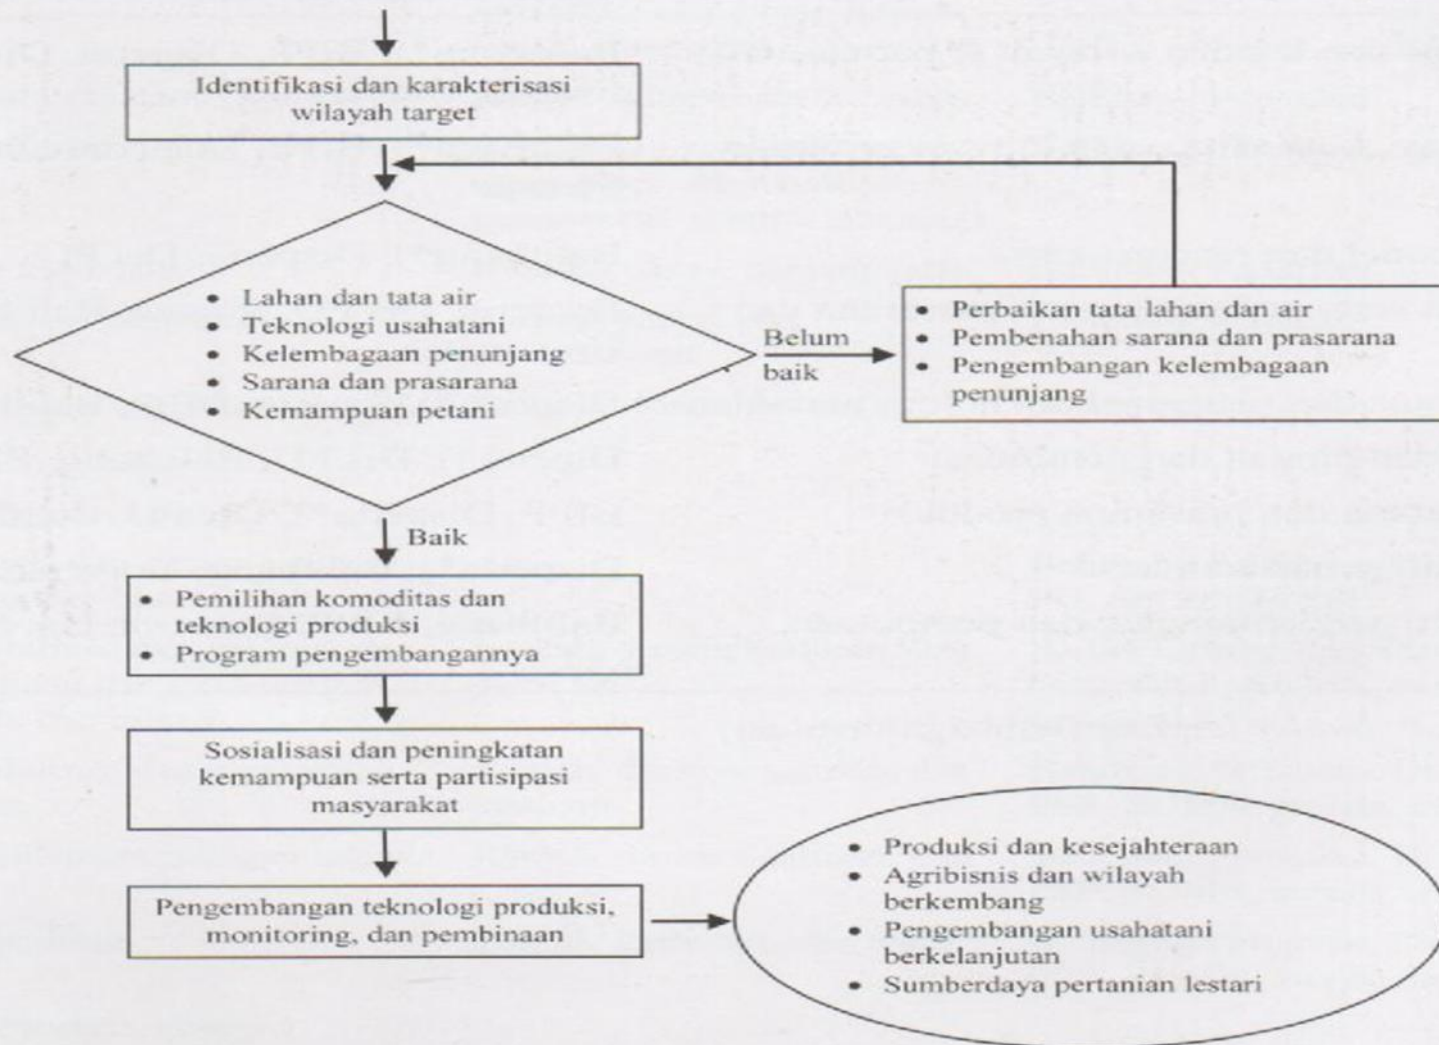 Identifikasi dan karakterisasi
wilayah target
• Lahan dan tata air
• Teknologi usahatani
• Kelembagaan penunjang
• Sarana dan prasarana
• Kemampuan petani
Belum
baik
• Perbaikan tata lahan dan air
• Pembenahan sarana dan prasarana
• Pengembangan kelembagaan
penunjang
Baik
• Pemilihan komoditas dan
teknologi produksi
• Program pengembangannya
Sosialisasi dan peningkatan
kemampuan serta partisipasi
masyarakat
Pengembangan teknologi produksi,
monitoring, dan pembinaan
• Produksi dan kesejahteraan
• Agribisnis dan wilayah
berkembang
• Pengembangan usahatani
berkelanjutan
• Sumberdaya pertanian lestari